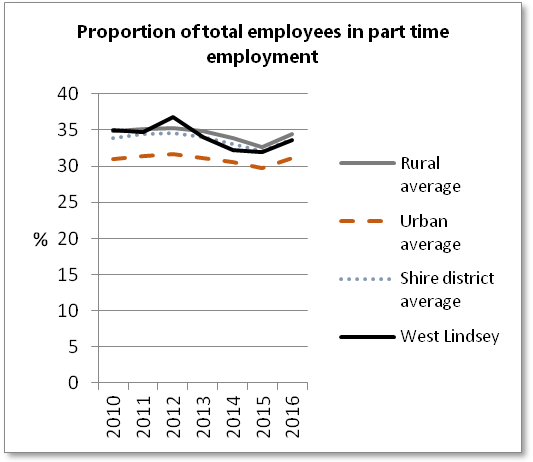 Proportion of total employees in part time
employment
40
35
30
25
20
15
10
5
0
%
2010
2011
2012
2013
2014
2015
2016
Rural
average
Urban
average
Shire district
average
West Lindsey